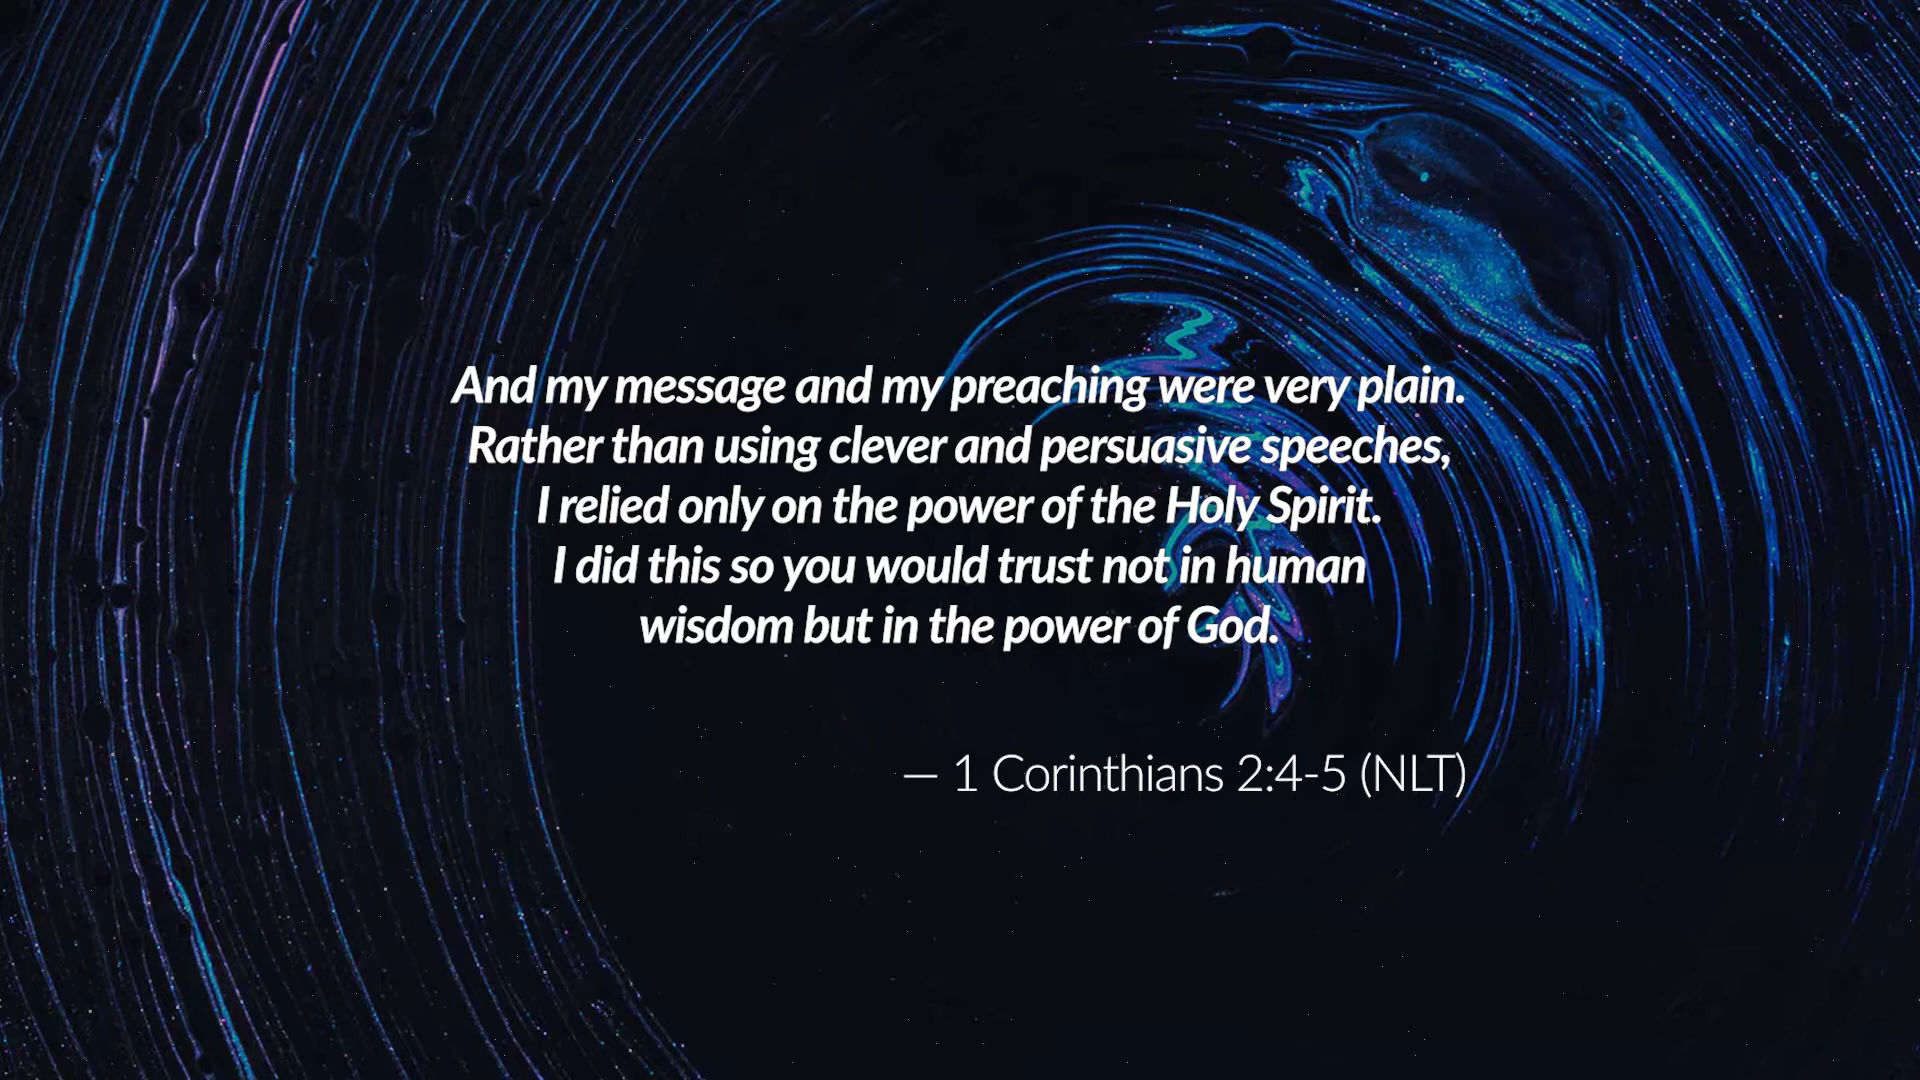 And my message and my preaching were very plain.
Rather than using clever and persuasive speeches,
I relied only on the power of the Holy Spirit.
I did this so you would trust not in human
wisdom but in the power of God.
— 1 Corinthians 2:4-5 (NLT)